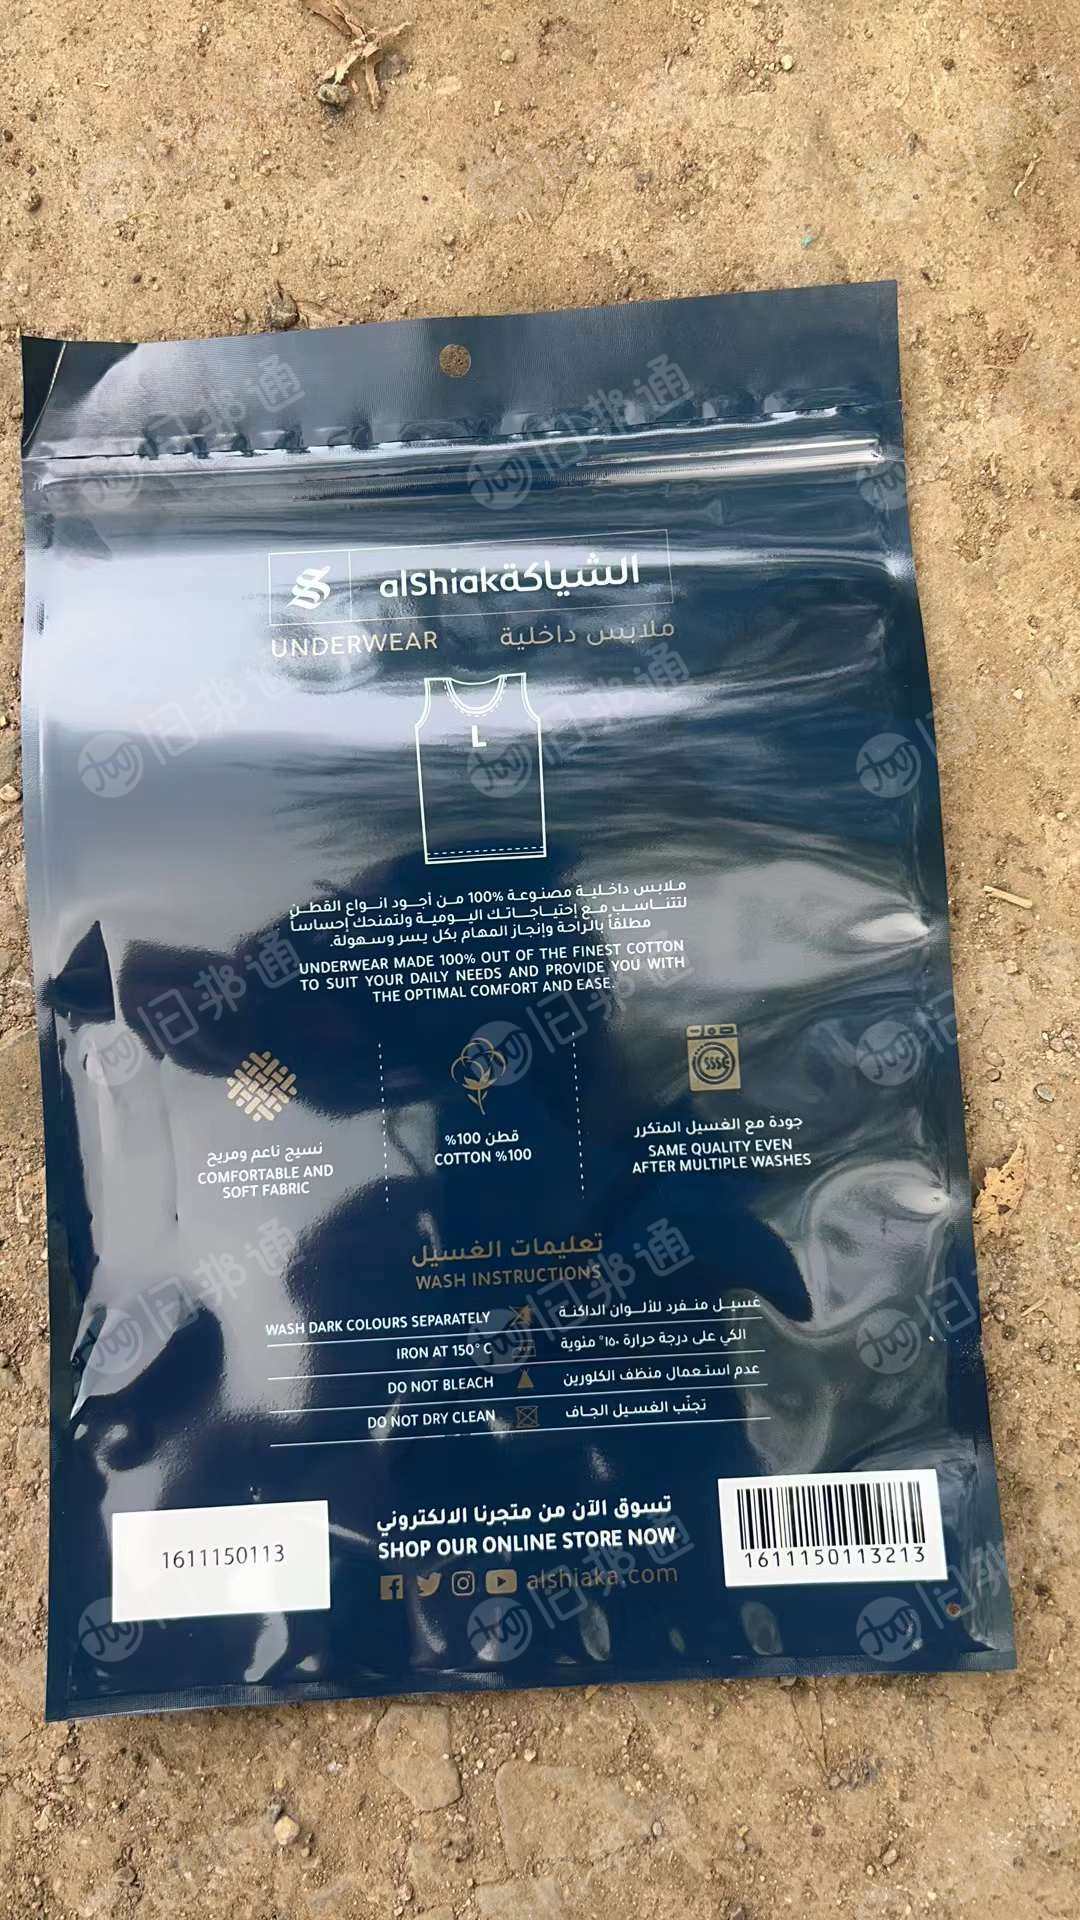 alShiakaالشياكة
UNDERWEAR ملابس داخلية
L
ملابس داخلية مصنوعة 100% من أجود انواع القطن
لتتناسب مع إحتياجاتك اليومية ولتمنحك إحساساً
مطلقاً بالراحة وإنجاز المهام بكل يسر وسهولة.
UNDERWEAR MADE 100% OUT OF THE FINEST COTTON
TO SUIT YOUR DAILY NEEDS AND PROVIDE YOU WITH
THE OPTIMAL COMFORT AND EASE.
نسيج ناعم ومريح
COMFORTABLE AND
SOFT FABRIC
قطن 100%
COTTON %100
جودة مع الغسيل المتكرر
SAME QUALITY EVEN
AFTER MULTIPLE WASHES
تعليمات الغسيل
WASH INSTRUCTIONS
WASH DARK COLOURS SEPARATELY غسيل منفرد للألوان الداكنة
IRON AT 150° C الكي على درجة حرارة ١٥٠° مئوية
DO NOT BLEACH عدم استعمال منظف الكلورين
DO NOT DRY CLEAN تجنّب الغسيل الجاف
1611150113
تسوق الآن من متجرنا الالكتروني
SHOP OUR ONLINE STORE NOW
alshiaka.com
1611150113213
旧邦通